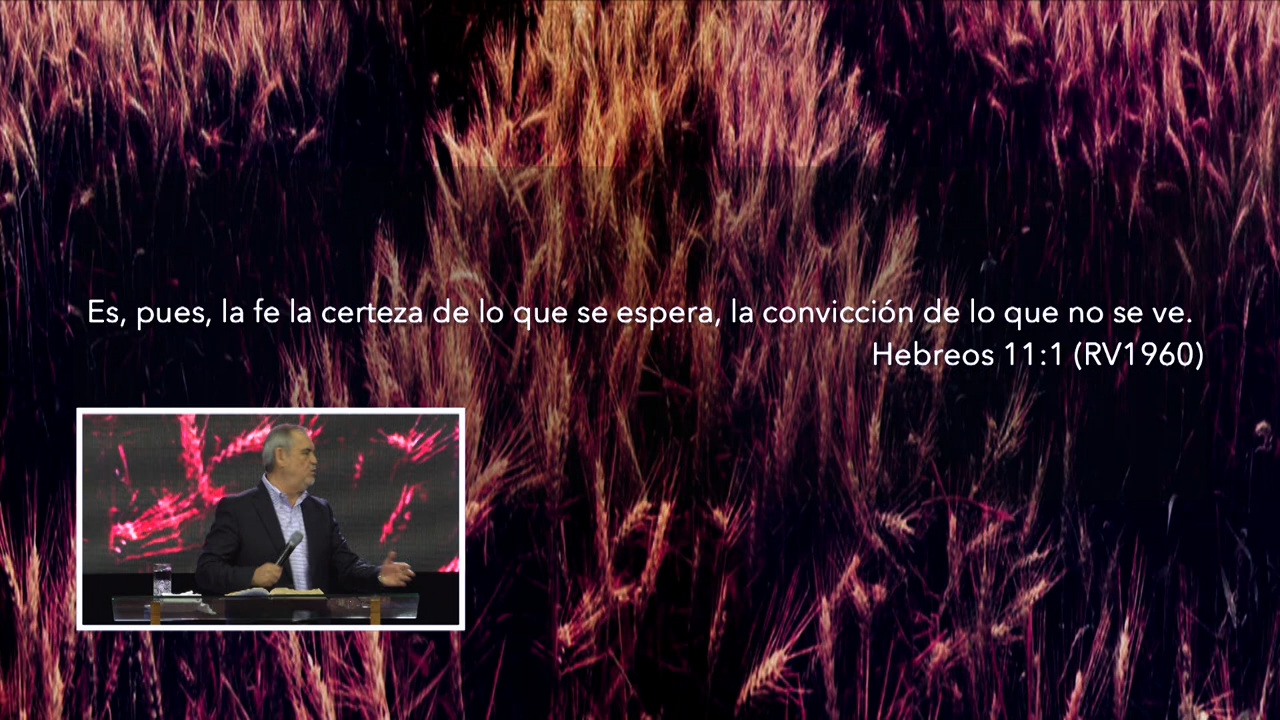 Es, pues, la fe la certeza de lo que se espera, la convicción de lo que no se ve.
Hebreos 11:1 (RV1960)